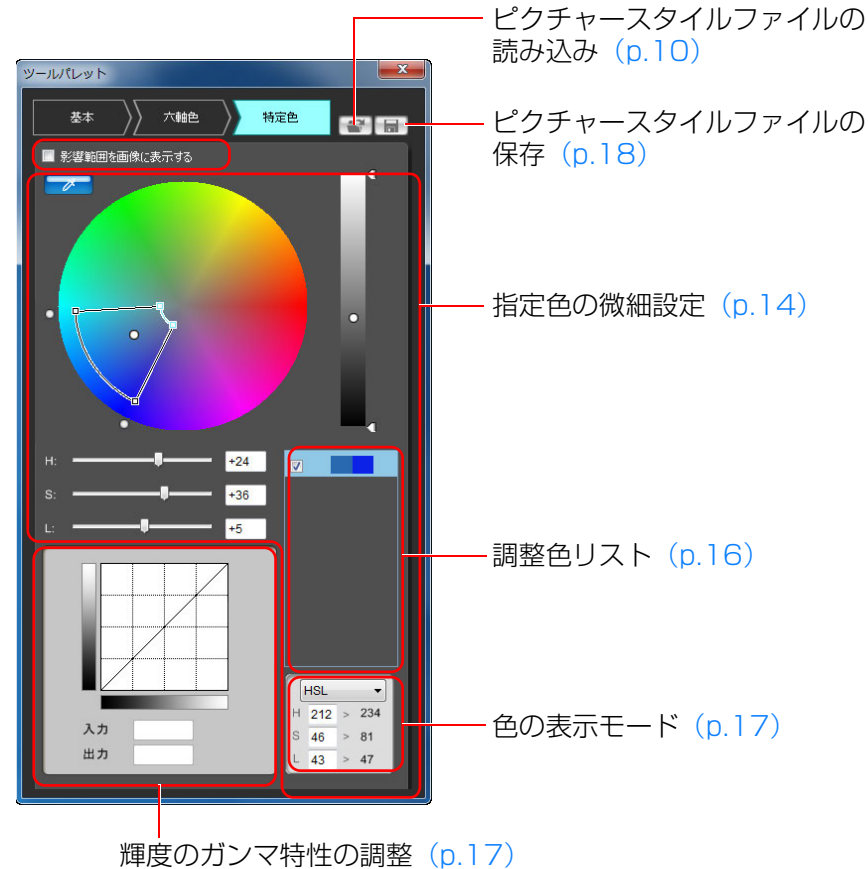 ピクチャースタイルファイルの
読み込み（p.10）
ツールパレット
基本
六軸色
特定色
ピクチャースタイルファイルの
保存（p.18）
影響範囲を画像に表示する
指定色の微細設定（p.14）
H: +24
S: +36
L: +5
調整色リスト（p.16）
HSL
H 212 > 234
S 46 > 81
L 43 > 47
色の表示モード（p.17）
入力
出力
輝度のガンマ特性の調整（p.17）